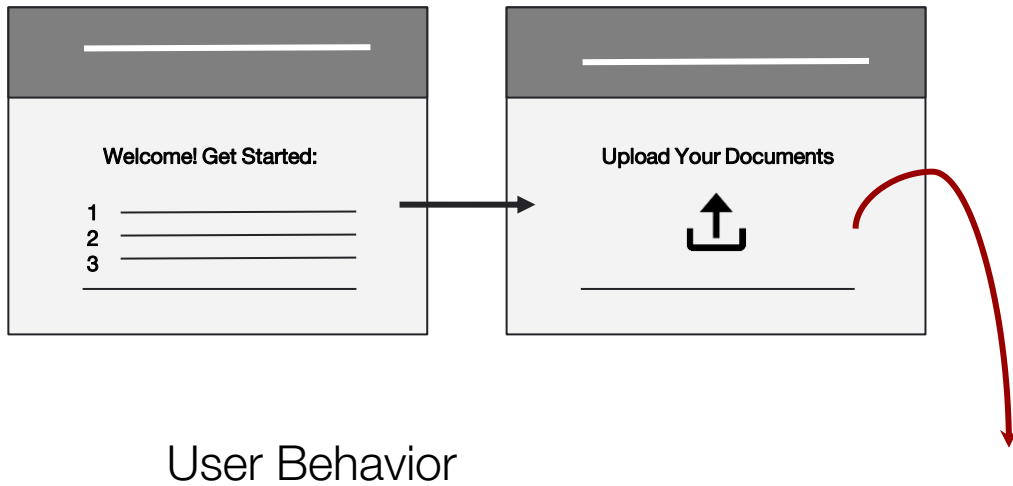 Welcome! Get Started:
1
2
3
Upload Your Documents
User Behavior